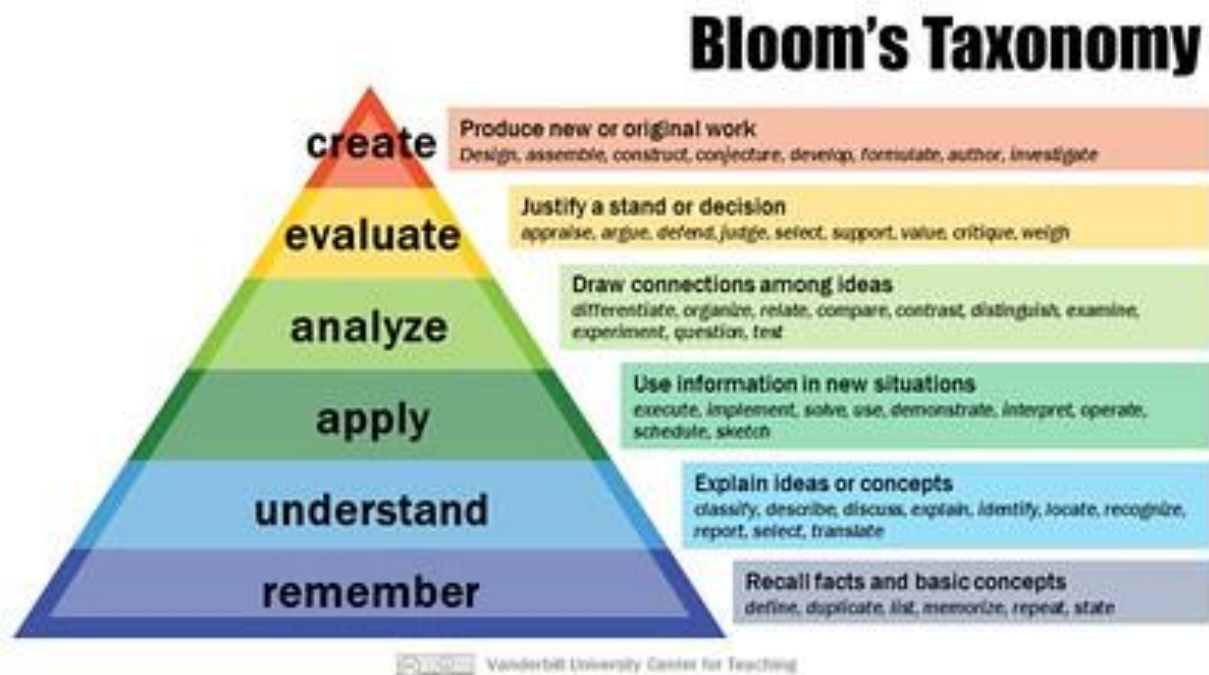 Bloom's Taxonomy
create
Produce new or original work
Design, assemble, construct, conjecture, develop, formulate, author, investigate
evaluate
Justify a stand or decision
appraise, argue, defend, judge, select, support, value, critique, weigh
analyze
Draw connections among ideas
differentiate, organize, relate, compare, contrast, distinguish, examine,
experiment, question, test
apply
Use information in new situations
execute, implement, solve, use, demonstrate, interpret, operate,
schedule, sketch
understand
Explain ideas or concepts
classify, describe, discuss, explain, identify, locate, recognize,
report, select, translate
remember
Recall facts and basic concepts
define, duplicate, list, memorize, repeat, state
Vanderbilt University Center for Teaching